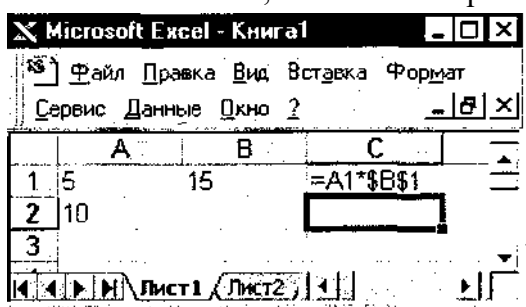 Microsoft Excel - Книга1
Файл Правка Вид Вставка Формат
Сервис Данные Окно ?
A B C
1 5 15 =A1*$B$1
2 10
3
Лист1 Лист2